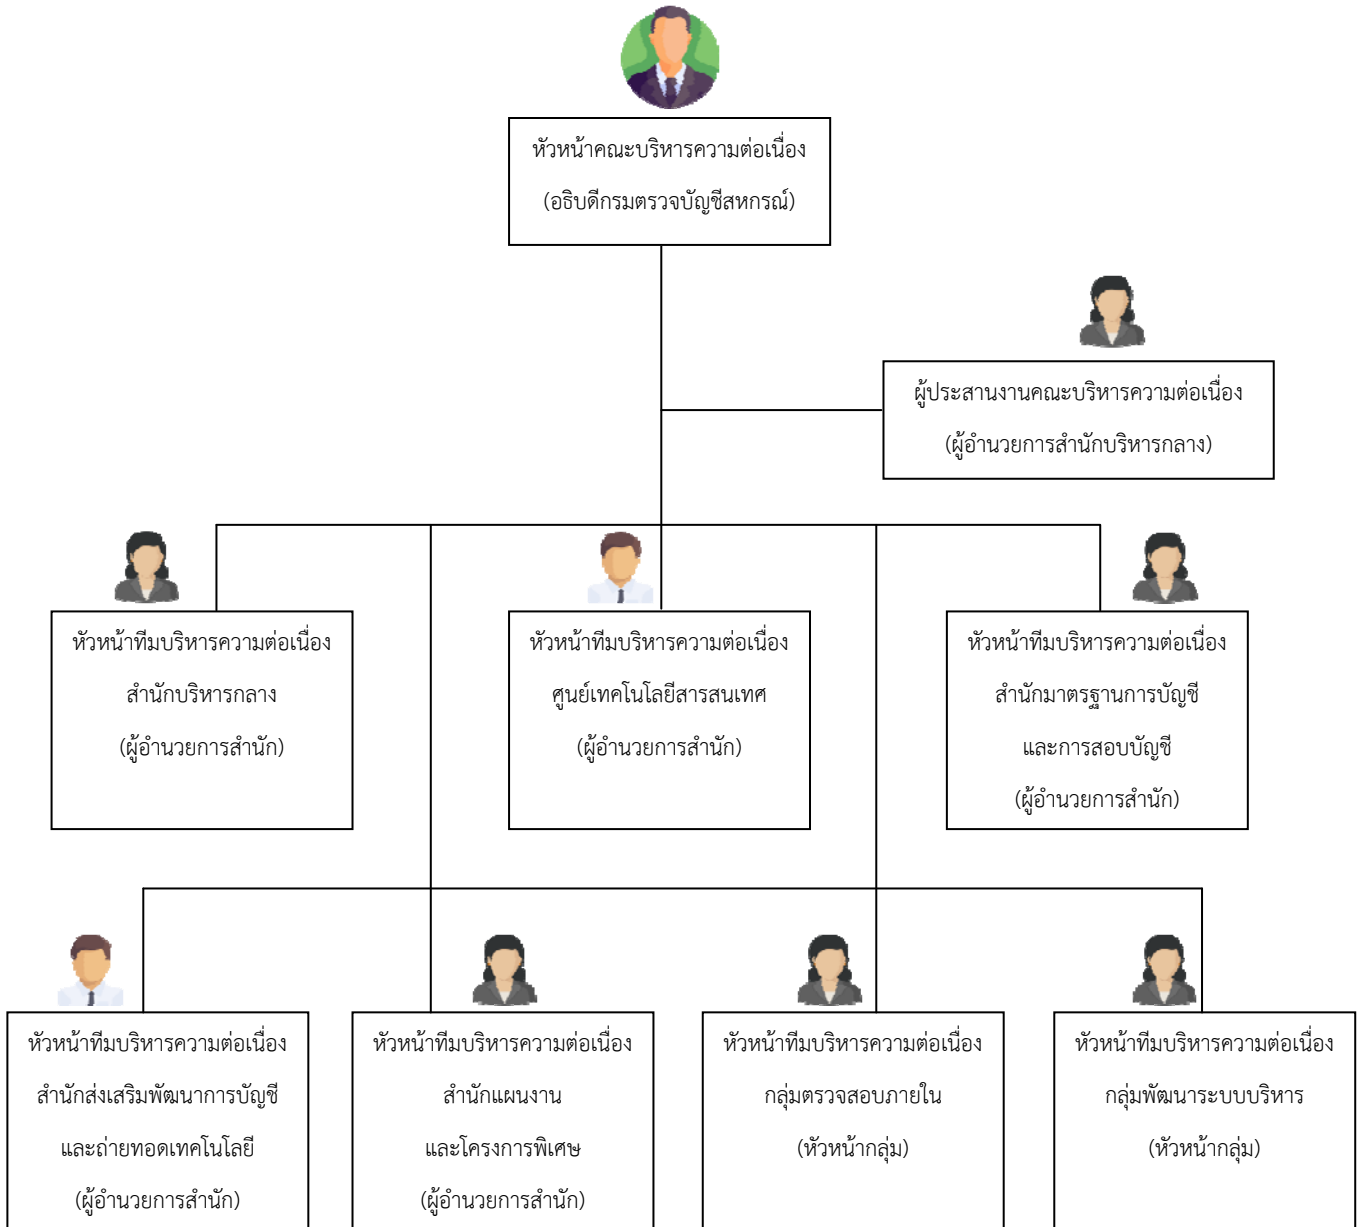 หัวหน้าคณะบริหารความต่อเนื่อง
(อธิบดีกรมตรวจบัญชีสหกรณ์)
ผู้ประสานงานคณะบริหารความต่อเนื่อง
(ผู้อำนวยการสำนักบริหารกลาง)
หัวหน้าทีมบริหารความต่อเนื่อง
สำนักบริหารกลาง
(ผู้อำนวยการสำนัก)
หัวหน้าทีมบริหารความต่อเนื่อง
ศูนย์เทคโนโลยีสารสนเทศ
(ผู้อำนวยการสำนัก)
หัวหน้าทีมบริหารความต่อเนื่อง
สำนักมาตรฐานการบัญชี
และการสอบบัญชี
(ผู้อำนวยการสำนัก)
หัวหน้าทีมบริหารความต่อเนื่อง
สำนักส่งเสริมพัฒนาการบัญชี
และถ่ายทอดเทคโนโลยี
(ผู้อำนวยการสำนัก)
หัวหน้าทีมบริหารความต่อเนื่อง
สำนักแผนงาน
และโครงการพิเศษ
(ผู้อำนวยการสำนัก)
หัวหน้าทีมบริหารความต่อเนื่อง
กลุ่มตรวจสอบภายใน
(หัวหน้ากลุ่ม)
หัวหน้าทีมบริหารความต่อเนื่อง
กลุ่มพัฒนาระบบบริหาร
(หัวหน้ากลุ่ม)